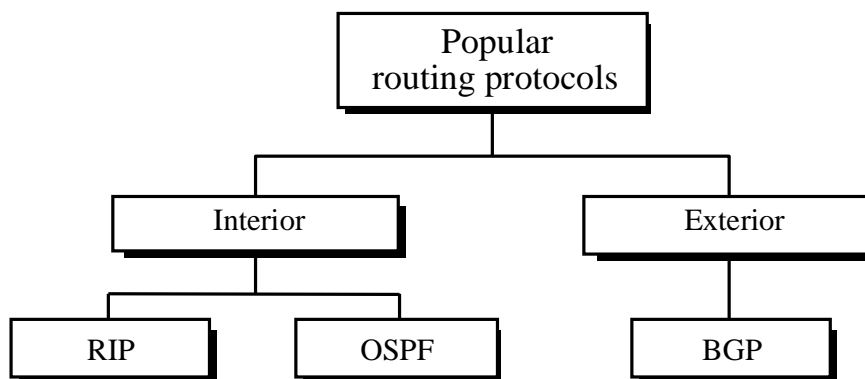 Popular
routing protocols
Interior
Exterior
RIP
OSPF
BGP